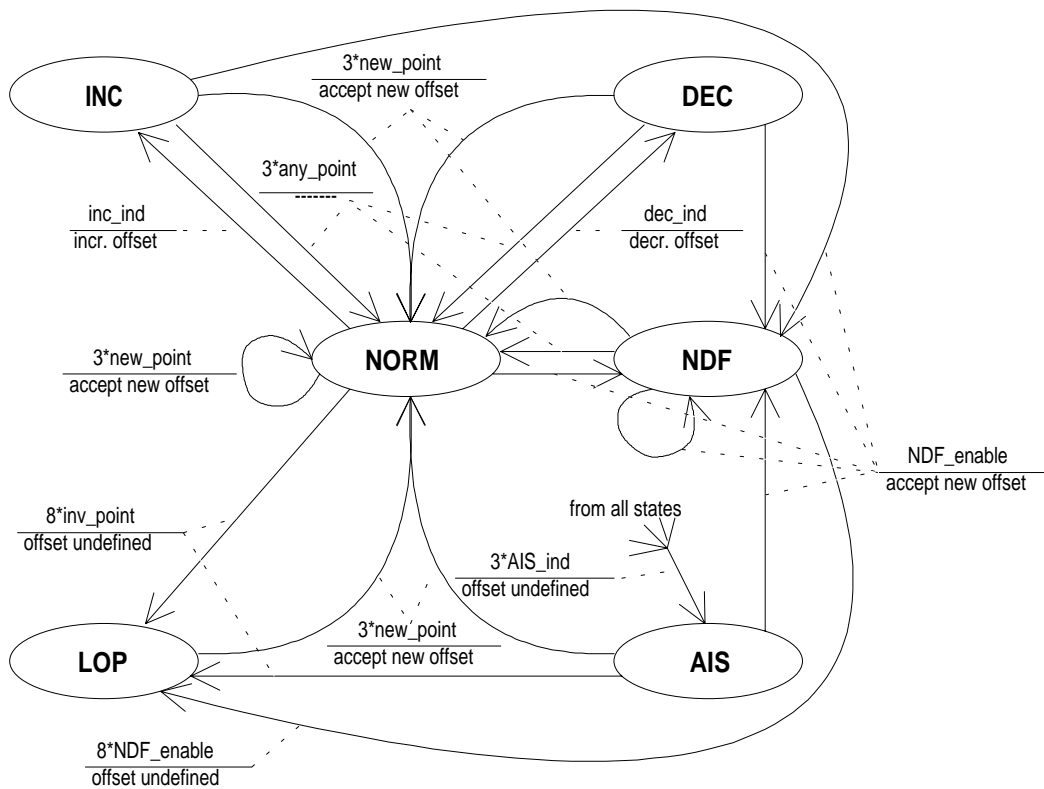 3*new_point
accept new offset
INC
DEC
3*any_point
-------
inc_ind
incr. offset
dec_ind
decr. offset
3*new_point
accept new offset
NORM
NDF
NDF_enable
accept new offset
from all states
8*inv_point
offset undefined
3*AIS_ind
offset undefined
3*new_point
accept new offset
LOP
AIS
8*NDF_enable
offset undefined